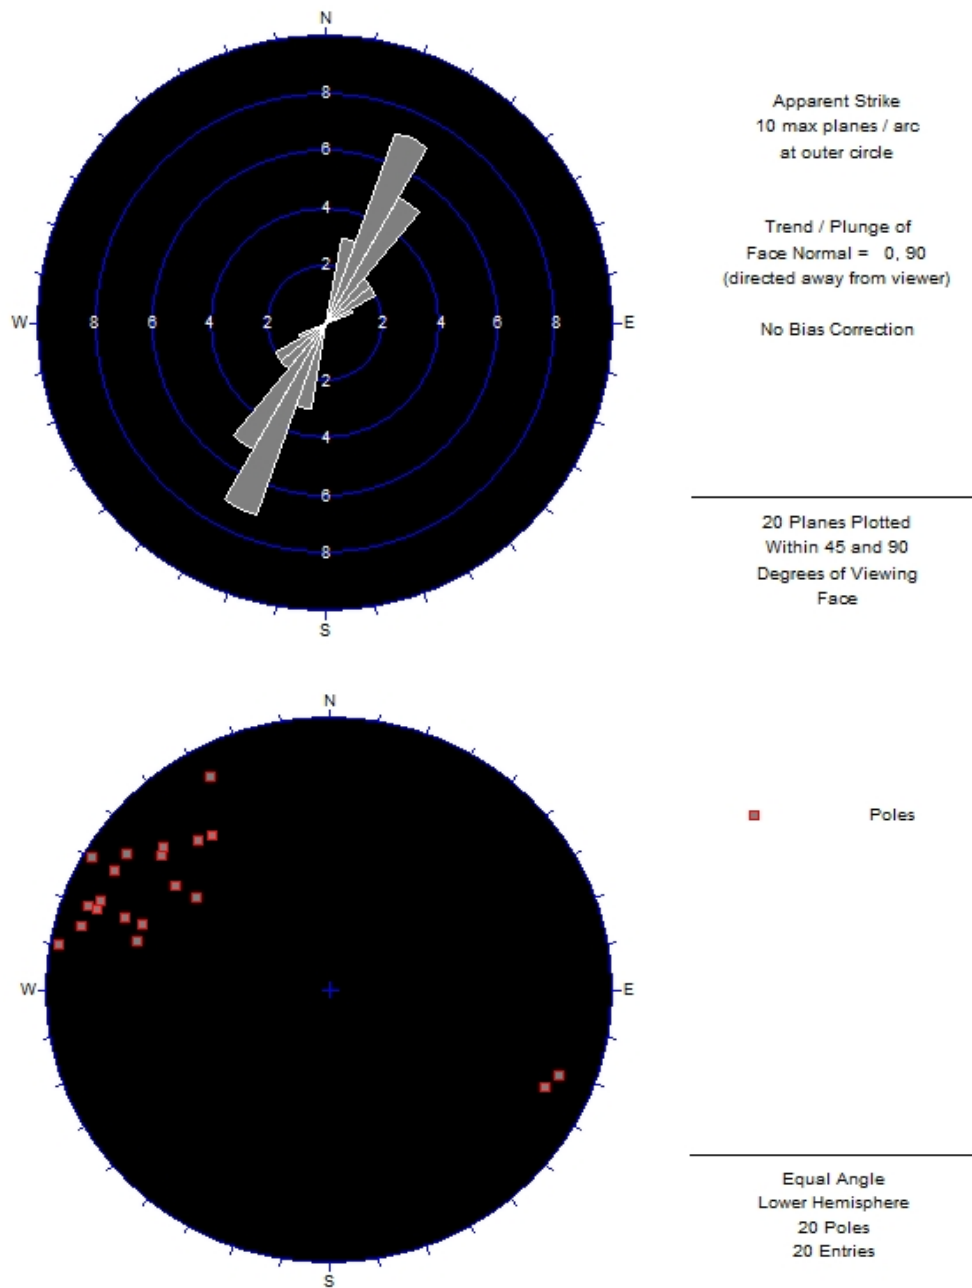 N
8
6
4
2
W 8 6 4 2 2 4 6 8 E
2
4
6
8
S
Apparent Strike
10 max planes / arc
at outer circle
Trend / Plunge of
Face Normal = 0, 90
(directed away from viewer)
No Bias Correction
20 Planes Plotted
Within 45 and 90
Degrees of Viewing
Face
N
W E
S
Poles
Equal Angle
Lower Hemisphere
20 Poles
20 Entries